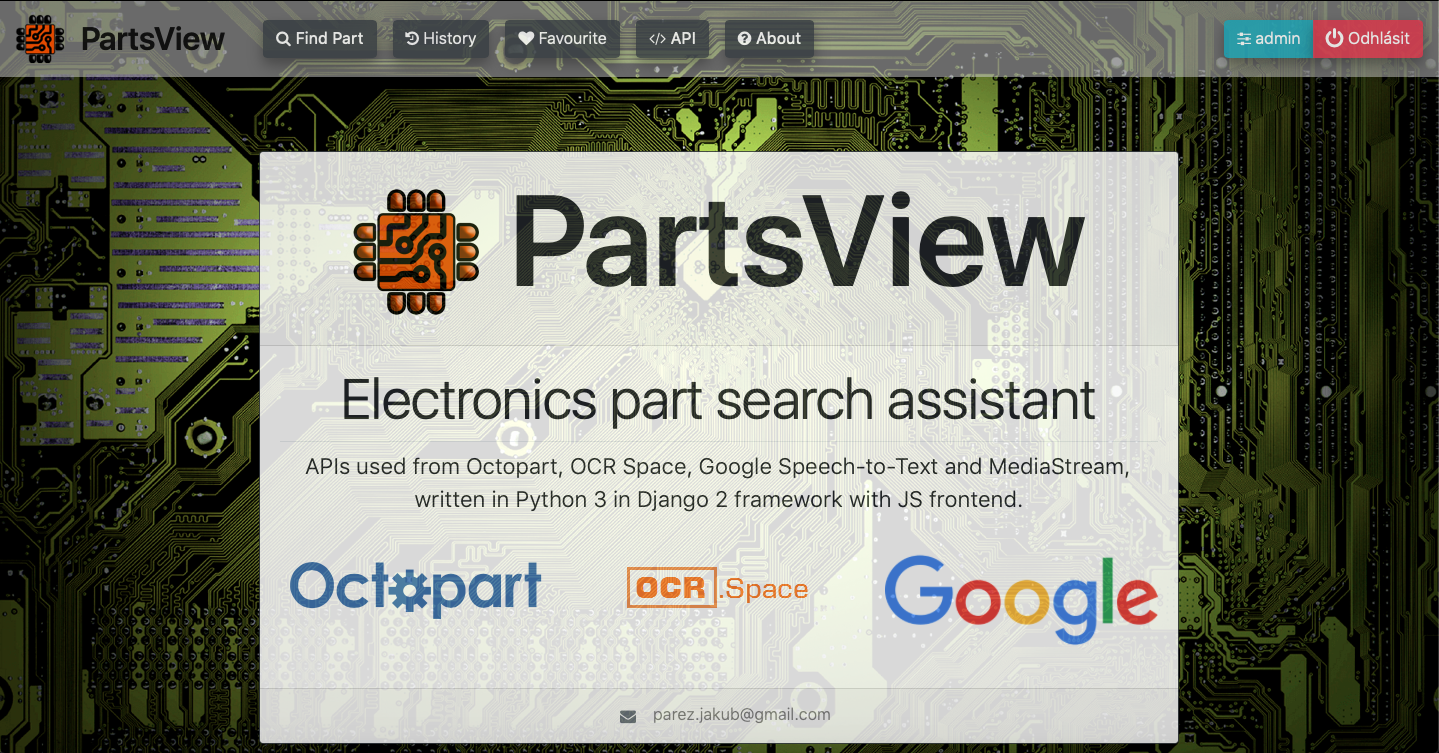 PartsView
Find Part
History
Favourite
</> API
About
admin
Odhlásit
PartsView
Electronics part search assistant
APIs used from Octopart, OCR Space, Google Speech-to-Text and MediaStream,
written in Python 3 in Django 2 framework with JS frontend.
Octopart
OCR.Space
Google
parez.jakub@gmail.com